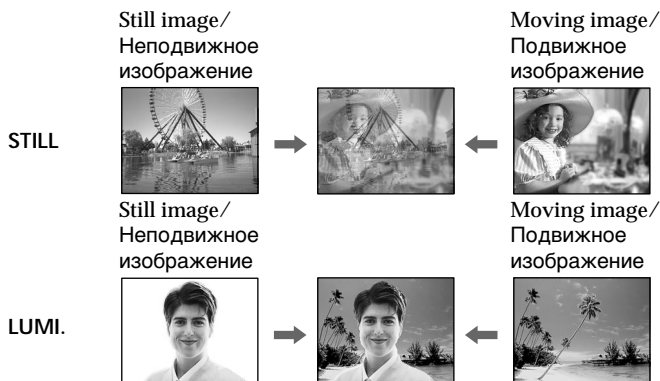 Still image/
Неподвижное
изображение
Moving image/
Подвижное
изображение
STILL
Still image/
Неподвижное
изображение
Moving image/
Подвижное
изображение
LUMI.